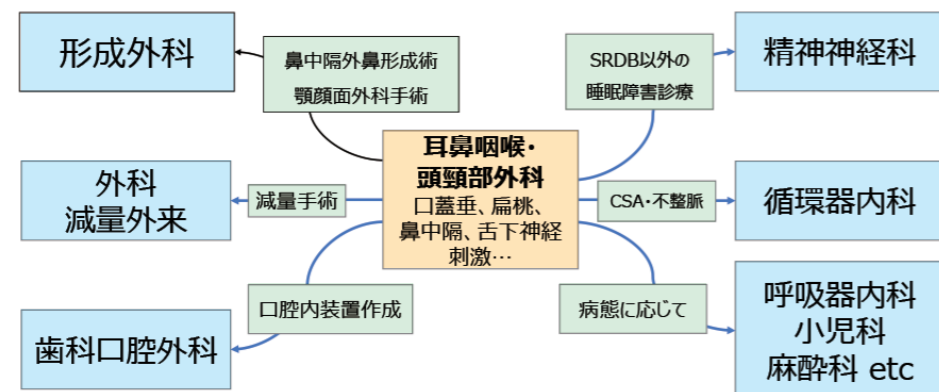 形成外科
鼻中隔外鼻形成術
顎顔面外科手術
SRDB以外の
睡眠障害診療
精神神経科
耳鼻咽喉・
頭頸部外科
口蓋垂、扁桃、
鼻中隔、舌下神経
刺激…
外科
減量外来
減量手術
CSA・不整脈
循環器内科
口腔内装置作成
歯科口腔外科
病態に応じて
呼吸器内科
小児科
麻酔科 etc